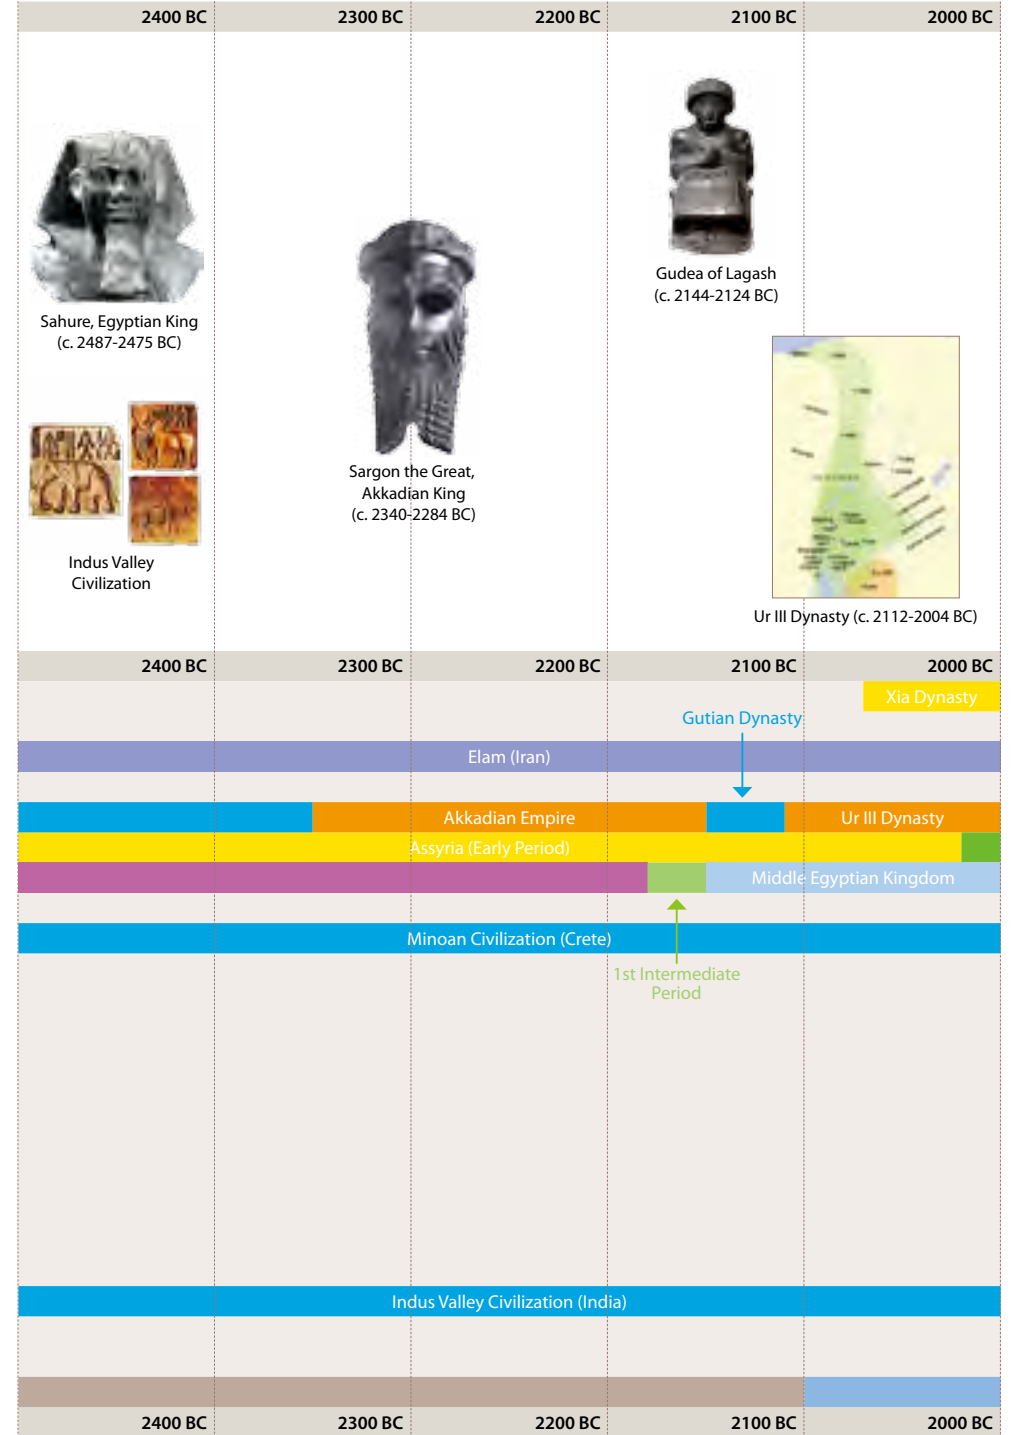 2400 BC 2300 BC 2200 BC 2100 BC 2000 BC
Gudea of Lagash
(c. 2144-2124 BC)
Sahure, Egyptian King
(c. 2487-2475 BC)
Sargon the Great,
Akkadian King
(c. 2340-2284 BC)
Indus Valley
Civilization
Ur III Dynasty (c. 2112-2004 BC)
2400 BC 2300 BC 2200 BC 2100 BC 2000 BC
Xia Dynasty
Gutian Dynasty
Elam (Iran)
Akkadian Empire
Ur III Dynasty
Assyria (Early Period)
Middle Egyptian Kingdom
Minoan Civilization (Crete)
1st Intermediate
Period
Indus Valley Civilization (India)
2400 BC 2300 BC 2200 BC 2100 BC 2000 BC